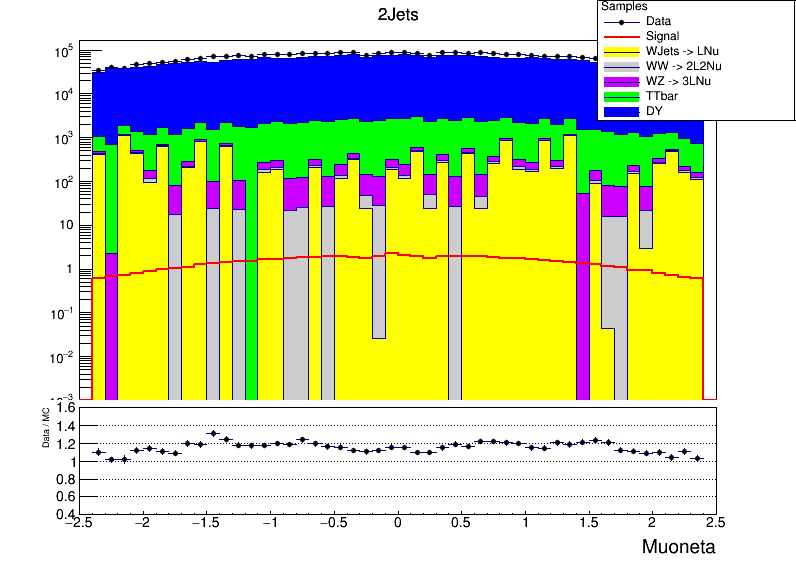 2Jets
Samples
Data
Signal
WJets -> LNu
WW -> 2L2Nu
WZ -> 3LNu
TTbar
DY
10^5
10^4
10^3
10^2
10
1
10^−1
10^−2
10^−3
Data / MC
1.6
1.4
1.2
1
0.8
0.6
0.4
−2.5 −2 −1.5 −1 −0.5 0 0.5 1 1.5 2 2.5
Muoneta